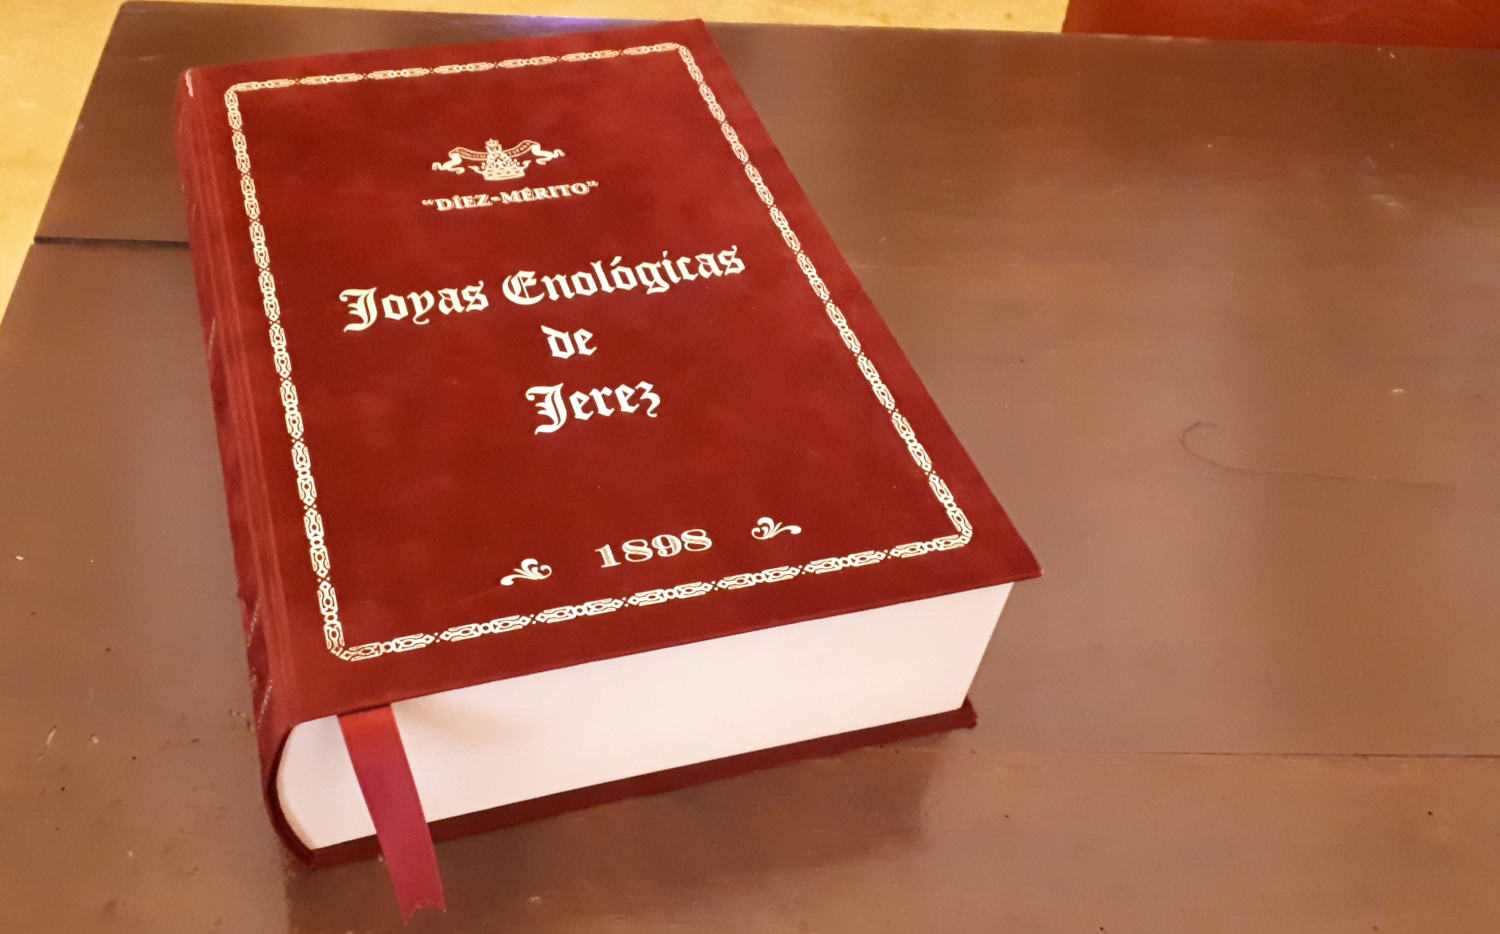 "DÍEZ-MÉRITO"
Joyas Enológicas
de
Jerez
1898